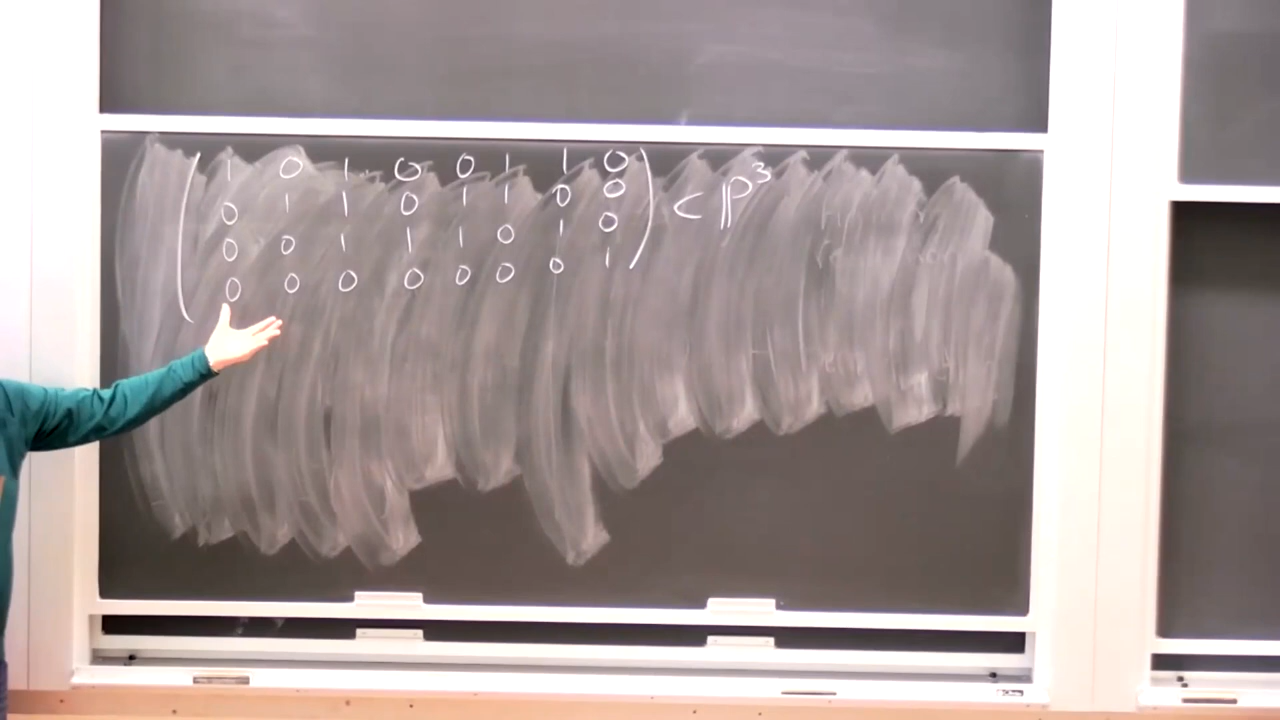 ( 1 0 1 0 0 1 1 0 ) ⊂ ℙ³
0 1 1 0 1 1 0 0
0 0 1 1 1 0 1 0
0 0 0 0 0 0 0 1